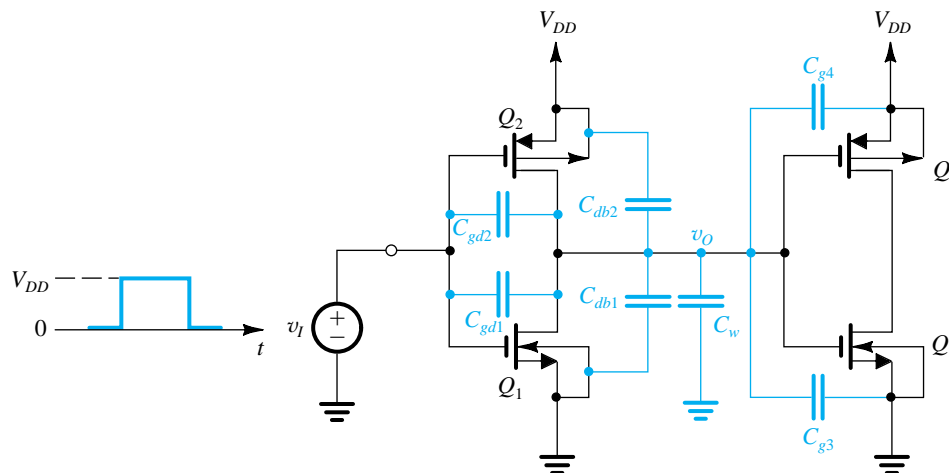 V_DD
V_DD
C_g4
Q_2
Q
C_gd2
C_db2
v_O
V_DD
0
t
v_I
+
−
C_gd1
C_db1
C_w
Q
Q_1
C_g3